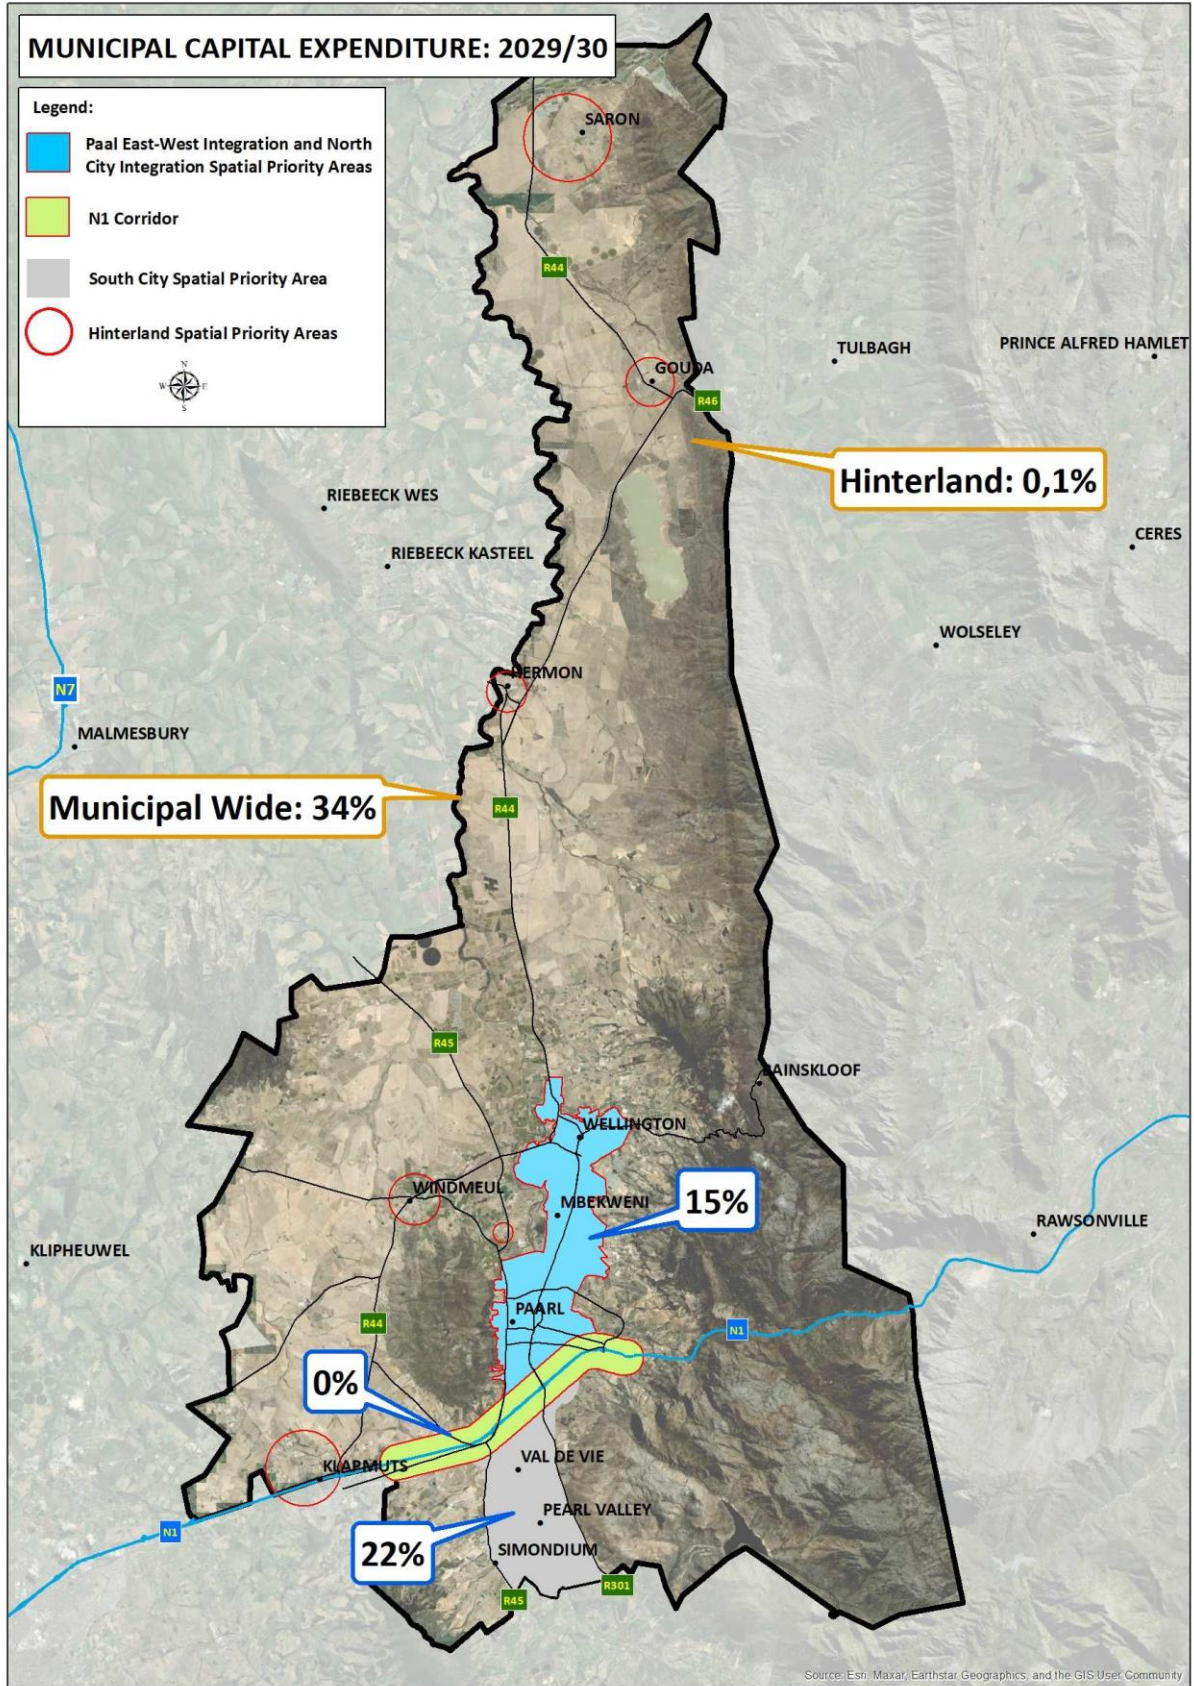 MUNICIPAL CAPITAL EXPENDITURE: 2029/30
Legend:
Paal East-West Integration and North
City Integration Spatial Priority Areas
N1 Corridor
South City Spatial Priority Area
Hinterland Spatial Priority Areas
N
W E
S
SARON
R44
TULBAGH
PRINCE ALFRED HAMLET
GOUDA
R46
Hinterland: 0,1%
RIEBEECK WES
RIEBEECK KASTEEL
CERES
WOLSELEY
HERMON
N7
MALMESBURY
Municipal Wide: 34%
R44
R45
BAINSKLOOF
WELLINGTON
WINDMEUL
MBEKWENI
15%
RAWSONVILLE
KLIPHEUWEL
PAARL
R44
N1
0%
VAL DE VIE
KLAPMUTS
PEARL VALLEY
N1
22%
SIMONDIUM
R301
R45
Source: Esri, Maxar, Earthstar Geographics, and the GIS User Community